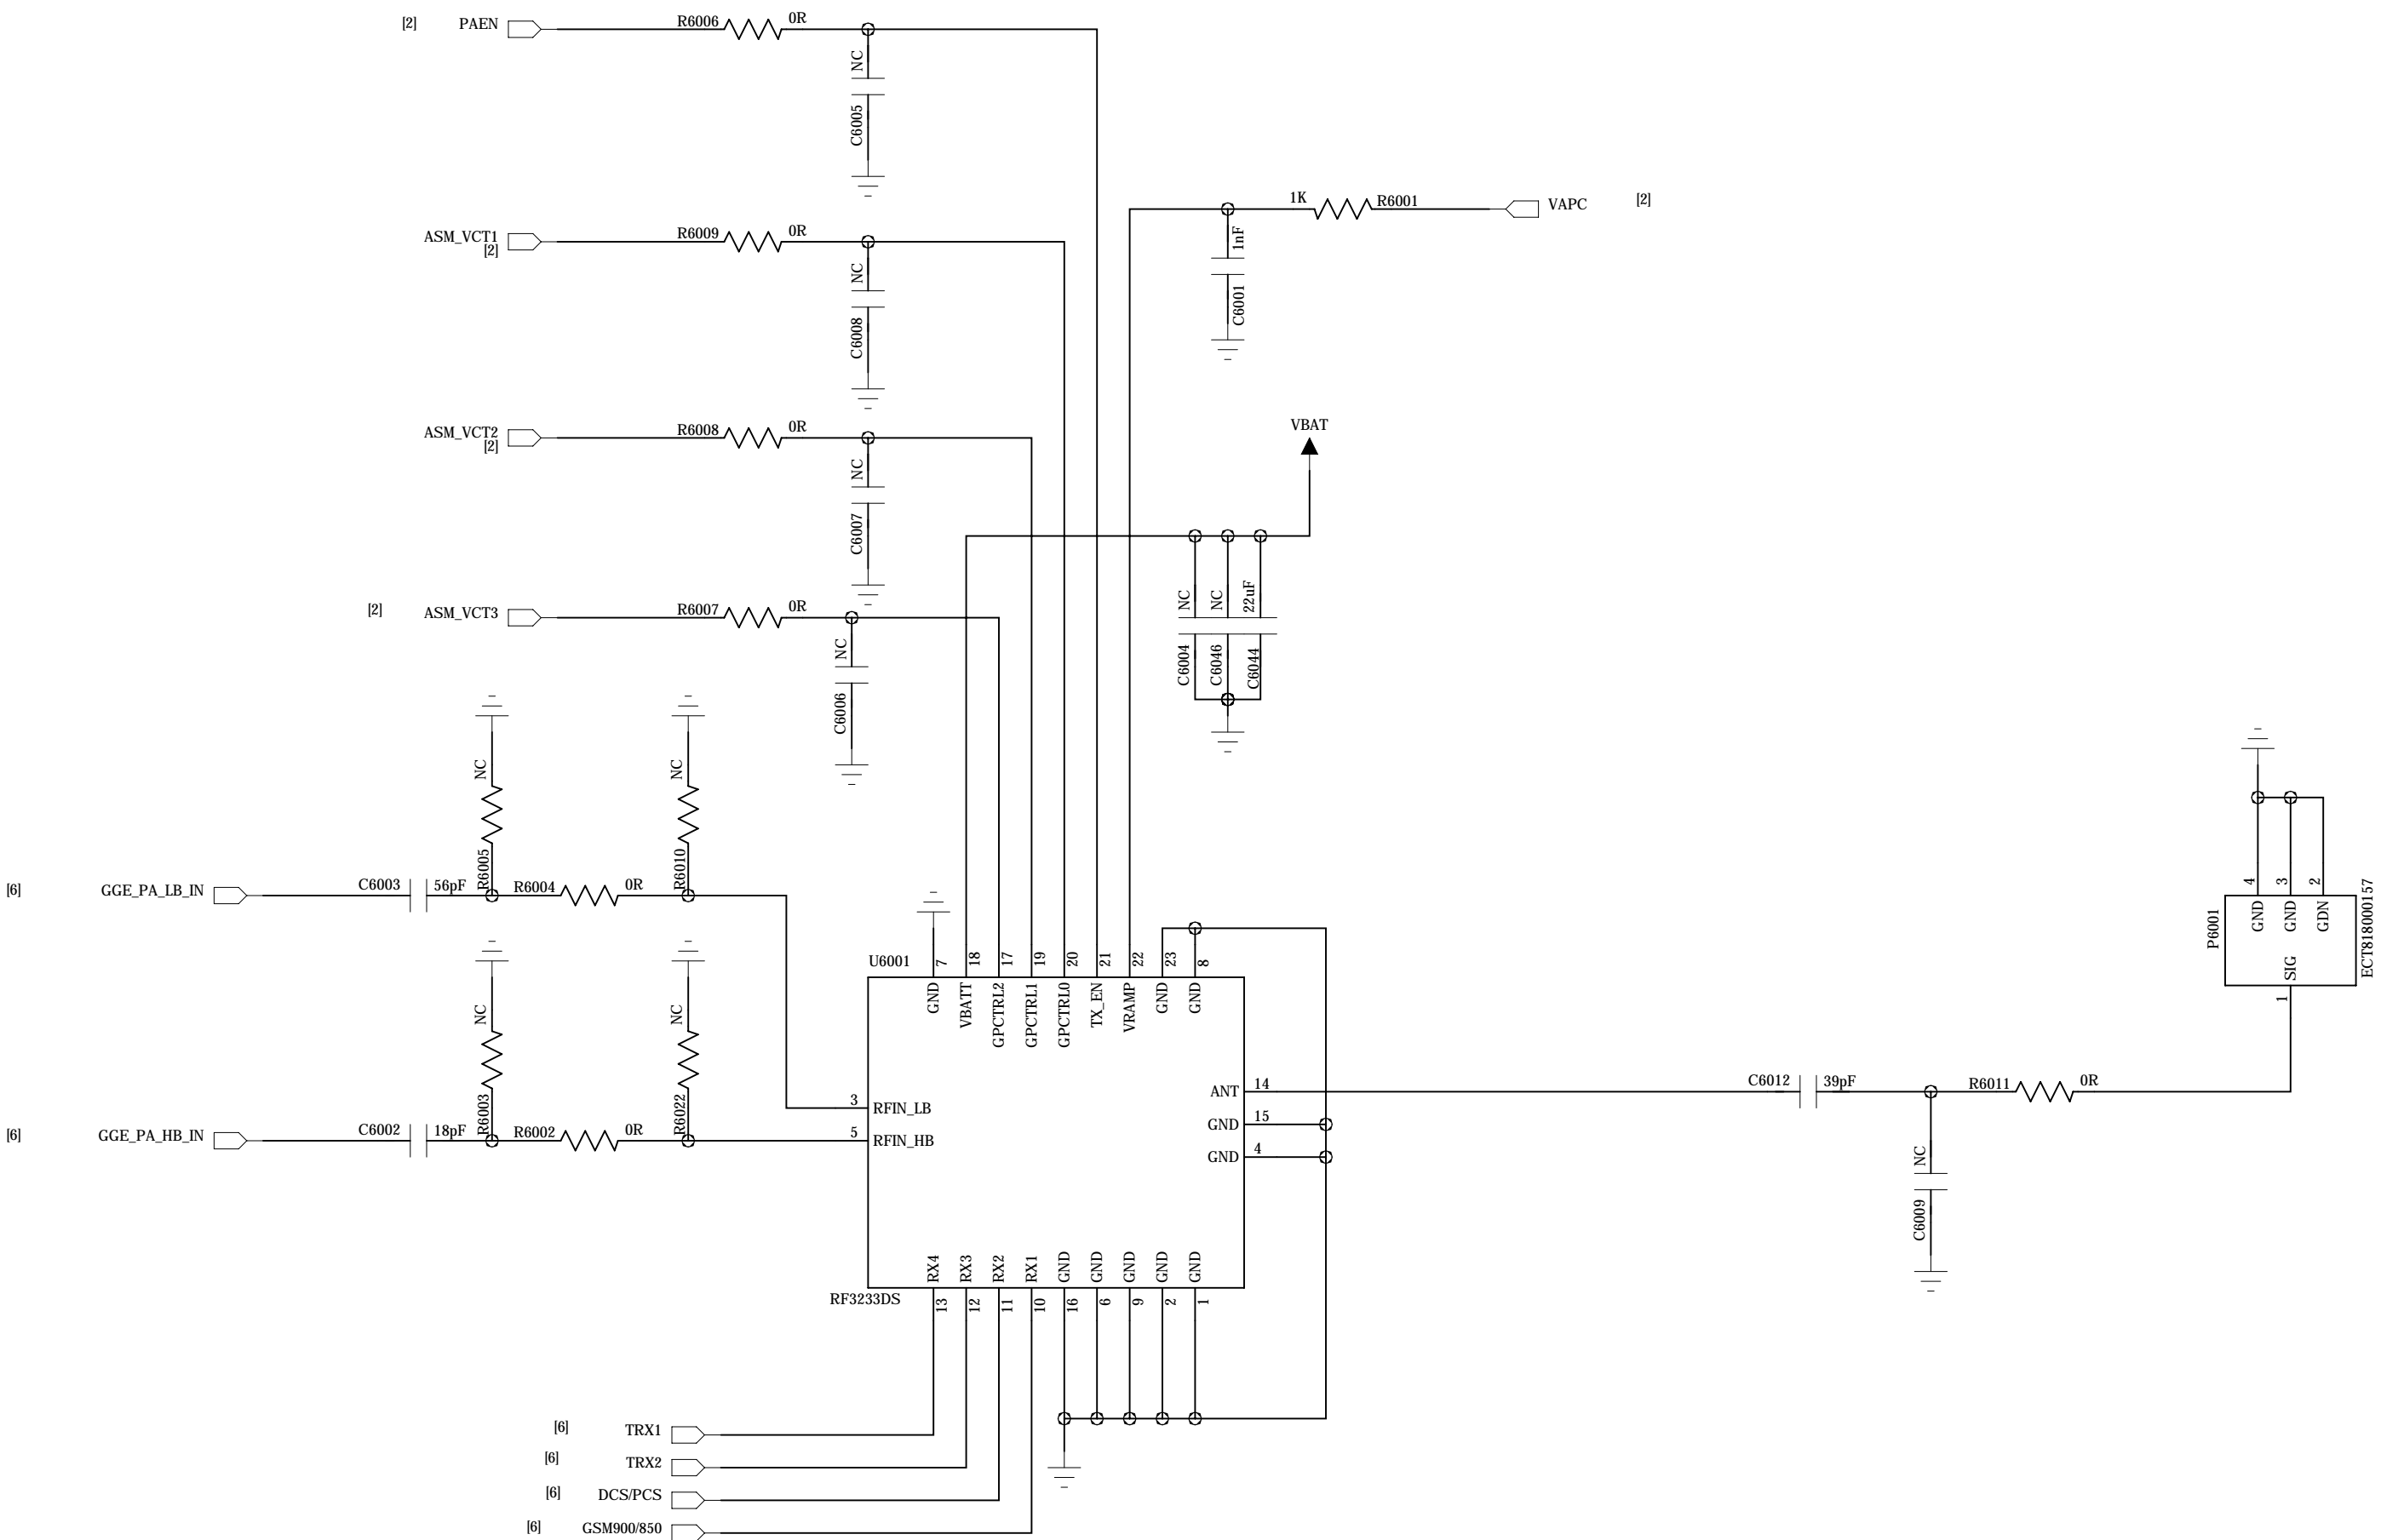 [2] PAEN R6006 0R
NC
C6005
1K R6001 VAPC [2]
1nF
C6001
ASM_VCT1 R6009 0R
[2]
NC
C6008
ASM_VCT2 R6008 0R
[2]
NC
C6007
VBAT
[2] ASM_VCT3 R6007 0R
NC
C6006
NC NC 22uF
C6004 C6046 C6044
NC NC
R6005 R6010
[6] GGE_PA_LB_IN C6003 56pF R6004 0R
NC NC
R6003 R6022
[6] GGE_PA_HB_IN C6002 18pF R6002 0R
U6001
7 18 17 19 20 21 22 23 8
GND VBATT GPCTRL2 GPCTRL1 GPCTRL0 TX_EN VRAMP GND GND
3 RFIN_LB
5 RFIN_HB
ANT 14
GND 15
GND 4
RX4 RX3 RX2 RX1 GND GND GND GND GND
RF3233DS
13 12 11 10 16 6 9 2 1
C6012 39pF R6011 0R
NC
C6009
P6001
4 3 2
GND GND GDN
SIG
1
ECT818000157
[6] TRX1
[6] TRX2
[6] DCS/PCS
[6] GSM900/850